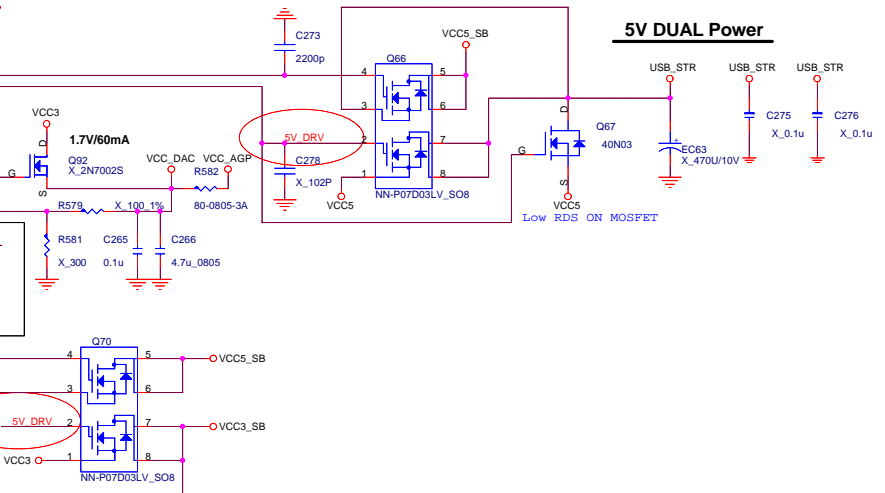 5V DUAL Power
C273
2200p
VCC5_SB
Q66
4
5
3
6
5V_DRV
2
7
C278
X_102P
1
8
VCC5
NN-P07D03LV_SO8
USB_STR
USB_STR
USB_STR
D
Q67
40N03
G
S
VCC5
Low RDS ON MOSFET
+
EC63
X_470U/10V
C275
X_0.1u
C276
X_0.1u
VCC3
1.7V/60mA
D
Q92
X_2N7002S
G
S
VCC_DAC
VCC_AGP
R582
80-0805-3A
R579
X_100_1%
R581
X_300
C265
0.1u
C266
4.7u_0805
Q70
4
5
VCC5_SB
3
6
5V_DRV
2
7
VCC3_SB
VCC3
1
8
NN-P07D03LV_SO8